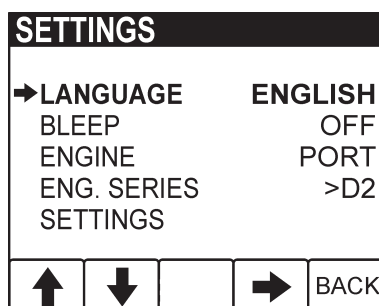 SETTINGS
LANGUAGE ENGLISH
BLEEP OFF
ENGINE PORT
ENG. SERIES >D2
SETTINGS
BACK